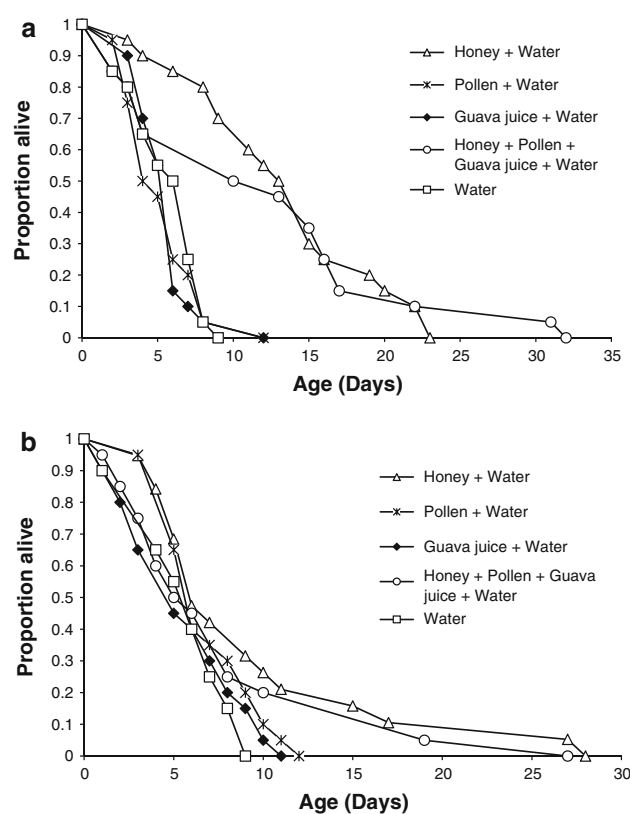 a
1
0.9
0.8
0.7
0.6
0.5
0.4
0.3
0.2
0.1
0
Proportion alive
0 5 10 15 20 25 30 35
Age (Days)
Honey + Water
Pollen + Water
Guava juice + Water
Honey + Pollen +
Guava juice + Water
Water
b
1
0.9
0.8
0.7
0.6
0.5
0.4
0.3
0.2
0.1
0
Proportion alive
0 5 10 15 20 25 30
Age (Days)
Honey + Water
Pollen + Water
Guava juice + Water
Honey + Pollen + Guava
juice + Water
Water